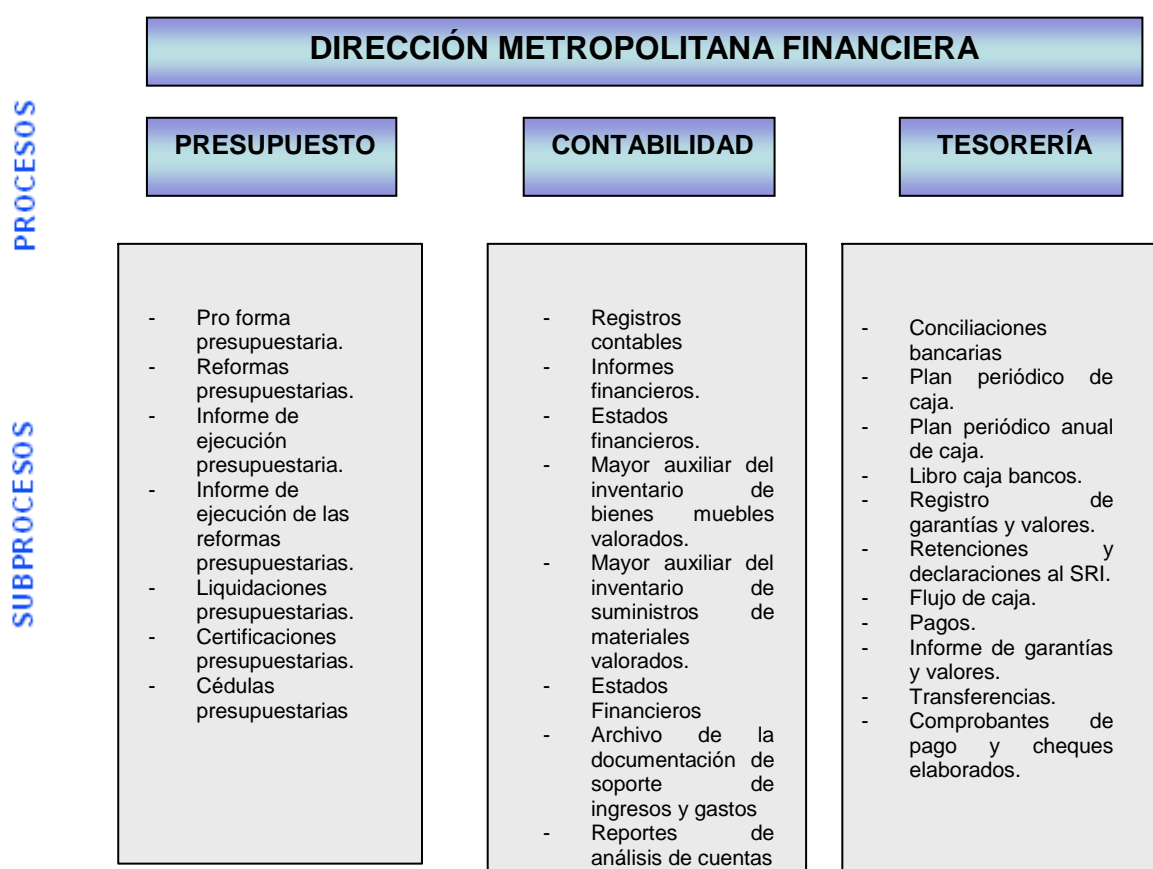 DIRECCIÓN METROPOLITANA FINANCIERA
PROCESOS
PRESUPUESTO
CONTABILIDAD
TESORERÍA
SUBPROCESOS
- Pro forma
presupuestaria.
- Reformas
presupuestarias.
- Informe de
ejecución
presupuestaria.
- Informe de
ejecución de las
reformas
presupuestarias.
- Liquidaciones
presupuestarias.
- Certificaciones
presupuestarias.
- Cédulas
presupuestarias
- Registros
contables
- Informes
financieros.
- Estados
financieros.
- Mayor auxiliar del
inventario de
bienes muebles
valorados.
- Mayor auxiliar del
inventario de
suministros de
materiales
valorados.
- Estados
Financieros
- Archivo de la
documentación de
soporte de
ingresos y gastos
- Reportes de
análisis de cuentas
- Conciliaciones
bancarias
- Plan periódico de
caja.
- Plan periódico anual
de caja.
- Libro caja bancos.
- Registro de
garantías y valores.
- Retenciones y
declaraciones al SRI.
- Flujo de caja.
- Pagos.
- Informe de garantías
y valores.
- Transferencias.
- Comprobantes de
pago y cheques
elaborados.